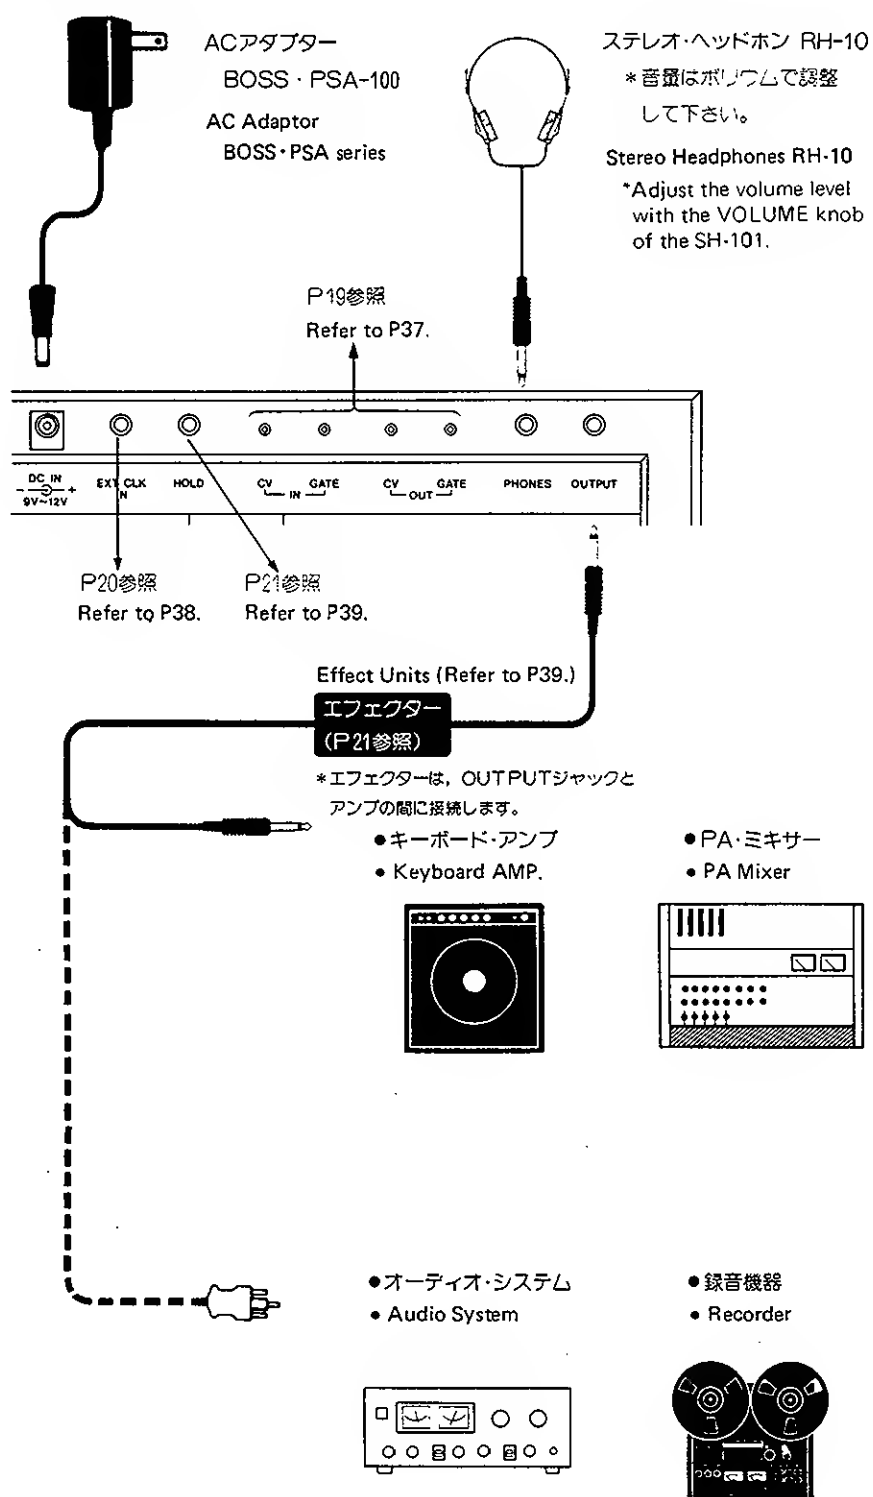 ACアダプター
BOSS・PSA-100
AC Adaptor
BOSS・PSA series
ステレオ・ヘッドホン RH-10
*音量はボリウムで調整
して下さい。
Stereo Headphones RH-10
*Adjust the volume level
with the VOLUME knob
of the SH-101.
P19参照
Refer to P37.
DC IN
- +
9V~12V
EXT CLK
IN
HOLD
CV GATE
IN
CV GATE
OUT
PHONES
OUTPUT
P20参照
Refer to P38.
P21参照
Refer to P39.
Effect Units (Refer to P39.)
エフェクター
(P21参照)
*エフェクターは，OUTPUTジャックと
アンプの間に接続します。
●キーボード・アンプ
● Keyboard AMP.
●PA・ミキサー
● PA Mixer
●オーディオ・システム
● Audio System
●録音機器
● Recorder